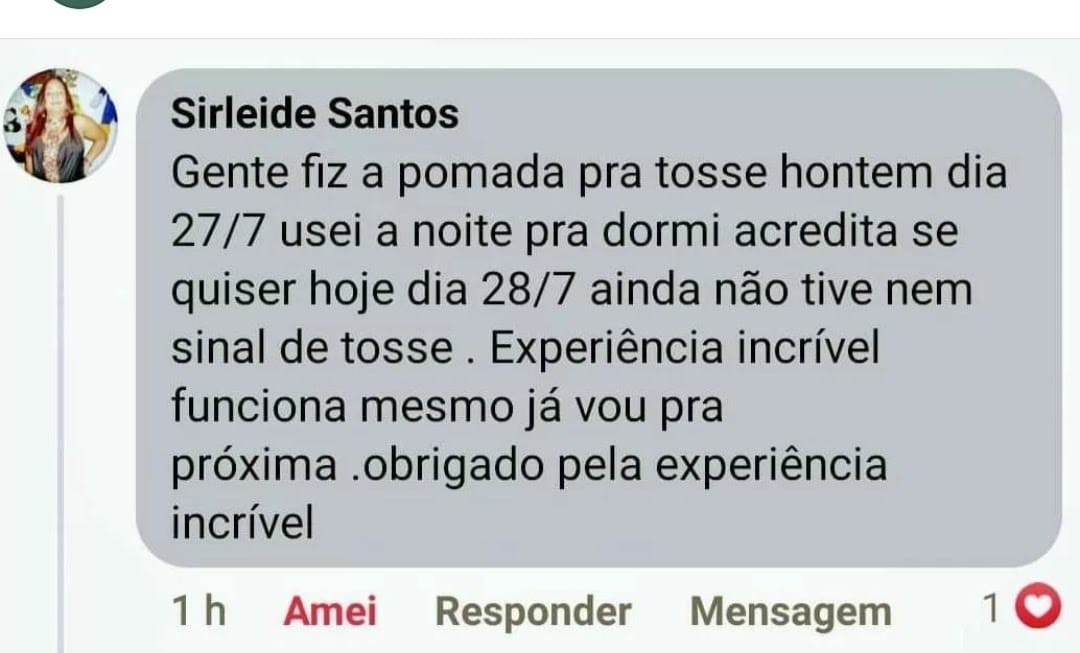 Sirleide Santos
Gente fiz a pomada pra tosse hontem dia
27/7 usei a noite pra dormi acredita se
quiser hoje dia 28/7 ainda não tive nem
sinal de tosse . Experiência incrível
funciona mesmo já vou pra
próxima .obrigado pela experiência
incrível
1 h Amei Responder Mensagem 1